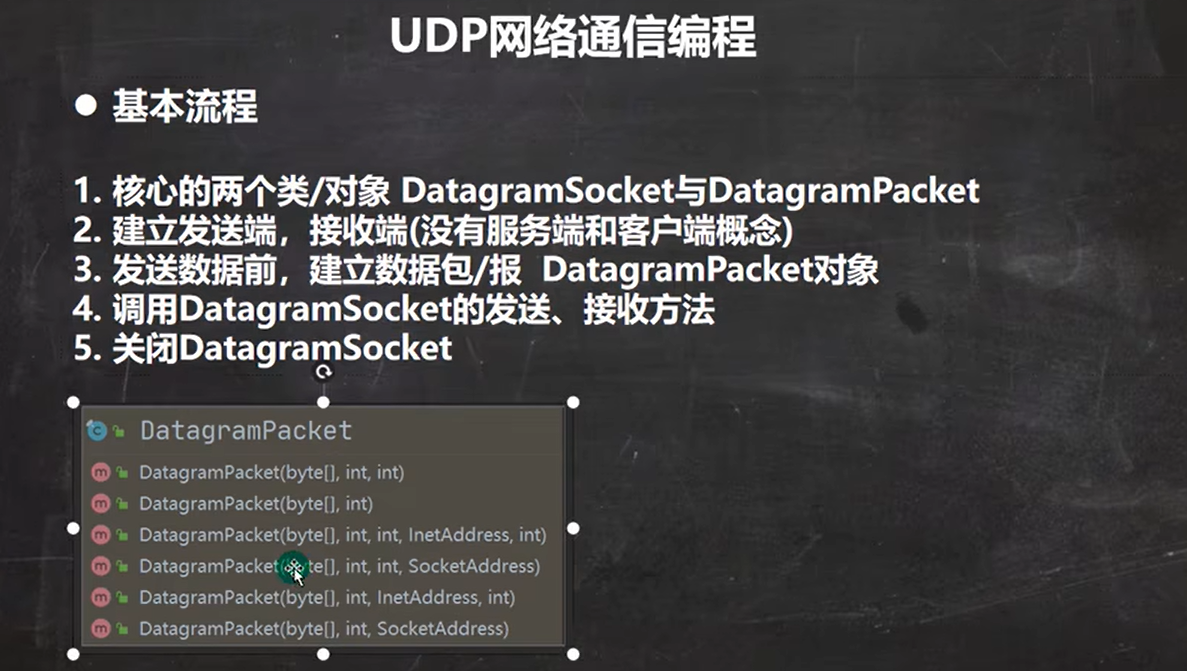 UDP网络通信编程
● 基本流程
1. 核心的两个类/对象 DatagramSocket与DatagramPacket
2. 建立发送端，接收端(没有服务端和客户端概念)
3. 发送数据前，建立数据包/报 DatagramPacket对象
4. 调用DatagramSocket的发送、接收方法
5. 关闭DatagramSocket
DatagramPacket
DatagramPacket(byte[], int, int)
DatagramPacket(byte[], int)
DatagramPacket(byte[], int, int, InetAddress, int)
DatagramPacket(byte[], int, int, SocketAddress)
DatagramPacket(byte[], int, InetAddress, int)
DatagramPacket(byte[], int, SocketAddress)